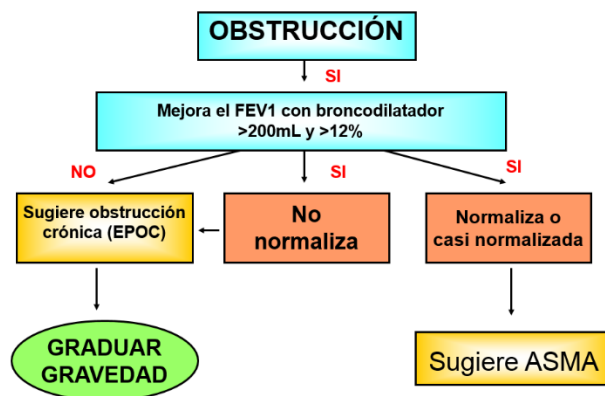 OBSTRUCCIÓN
SI
Mejora el FEV1 con broncodilatador
>200mL y >12%
NO
SI
SI
Sugiere obstrucción
crónica (EPOC)
No
normaliza
Normaliza o
casi normalizada
GRADUAR
GRAVEDAD
Sugiere ASMA